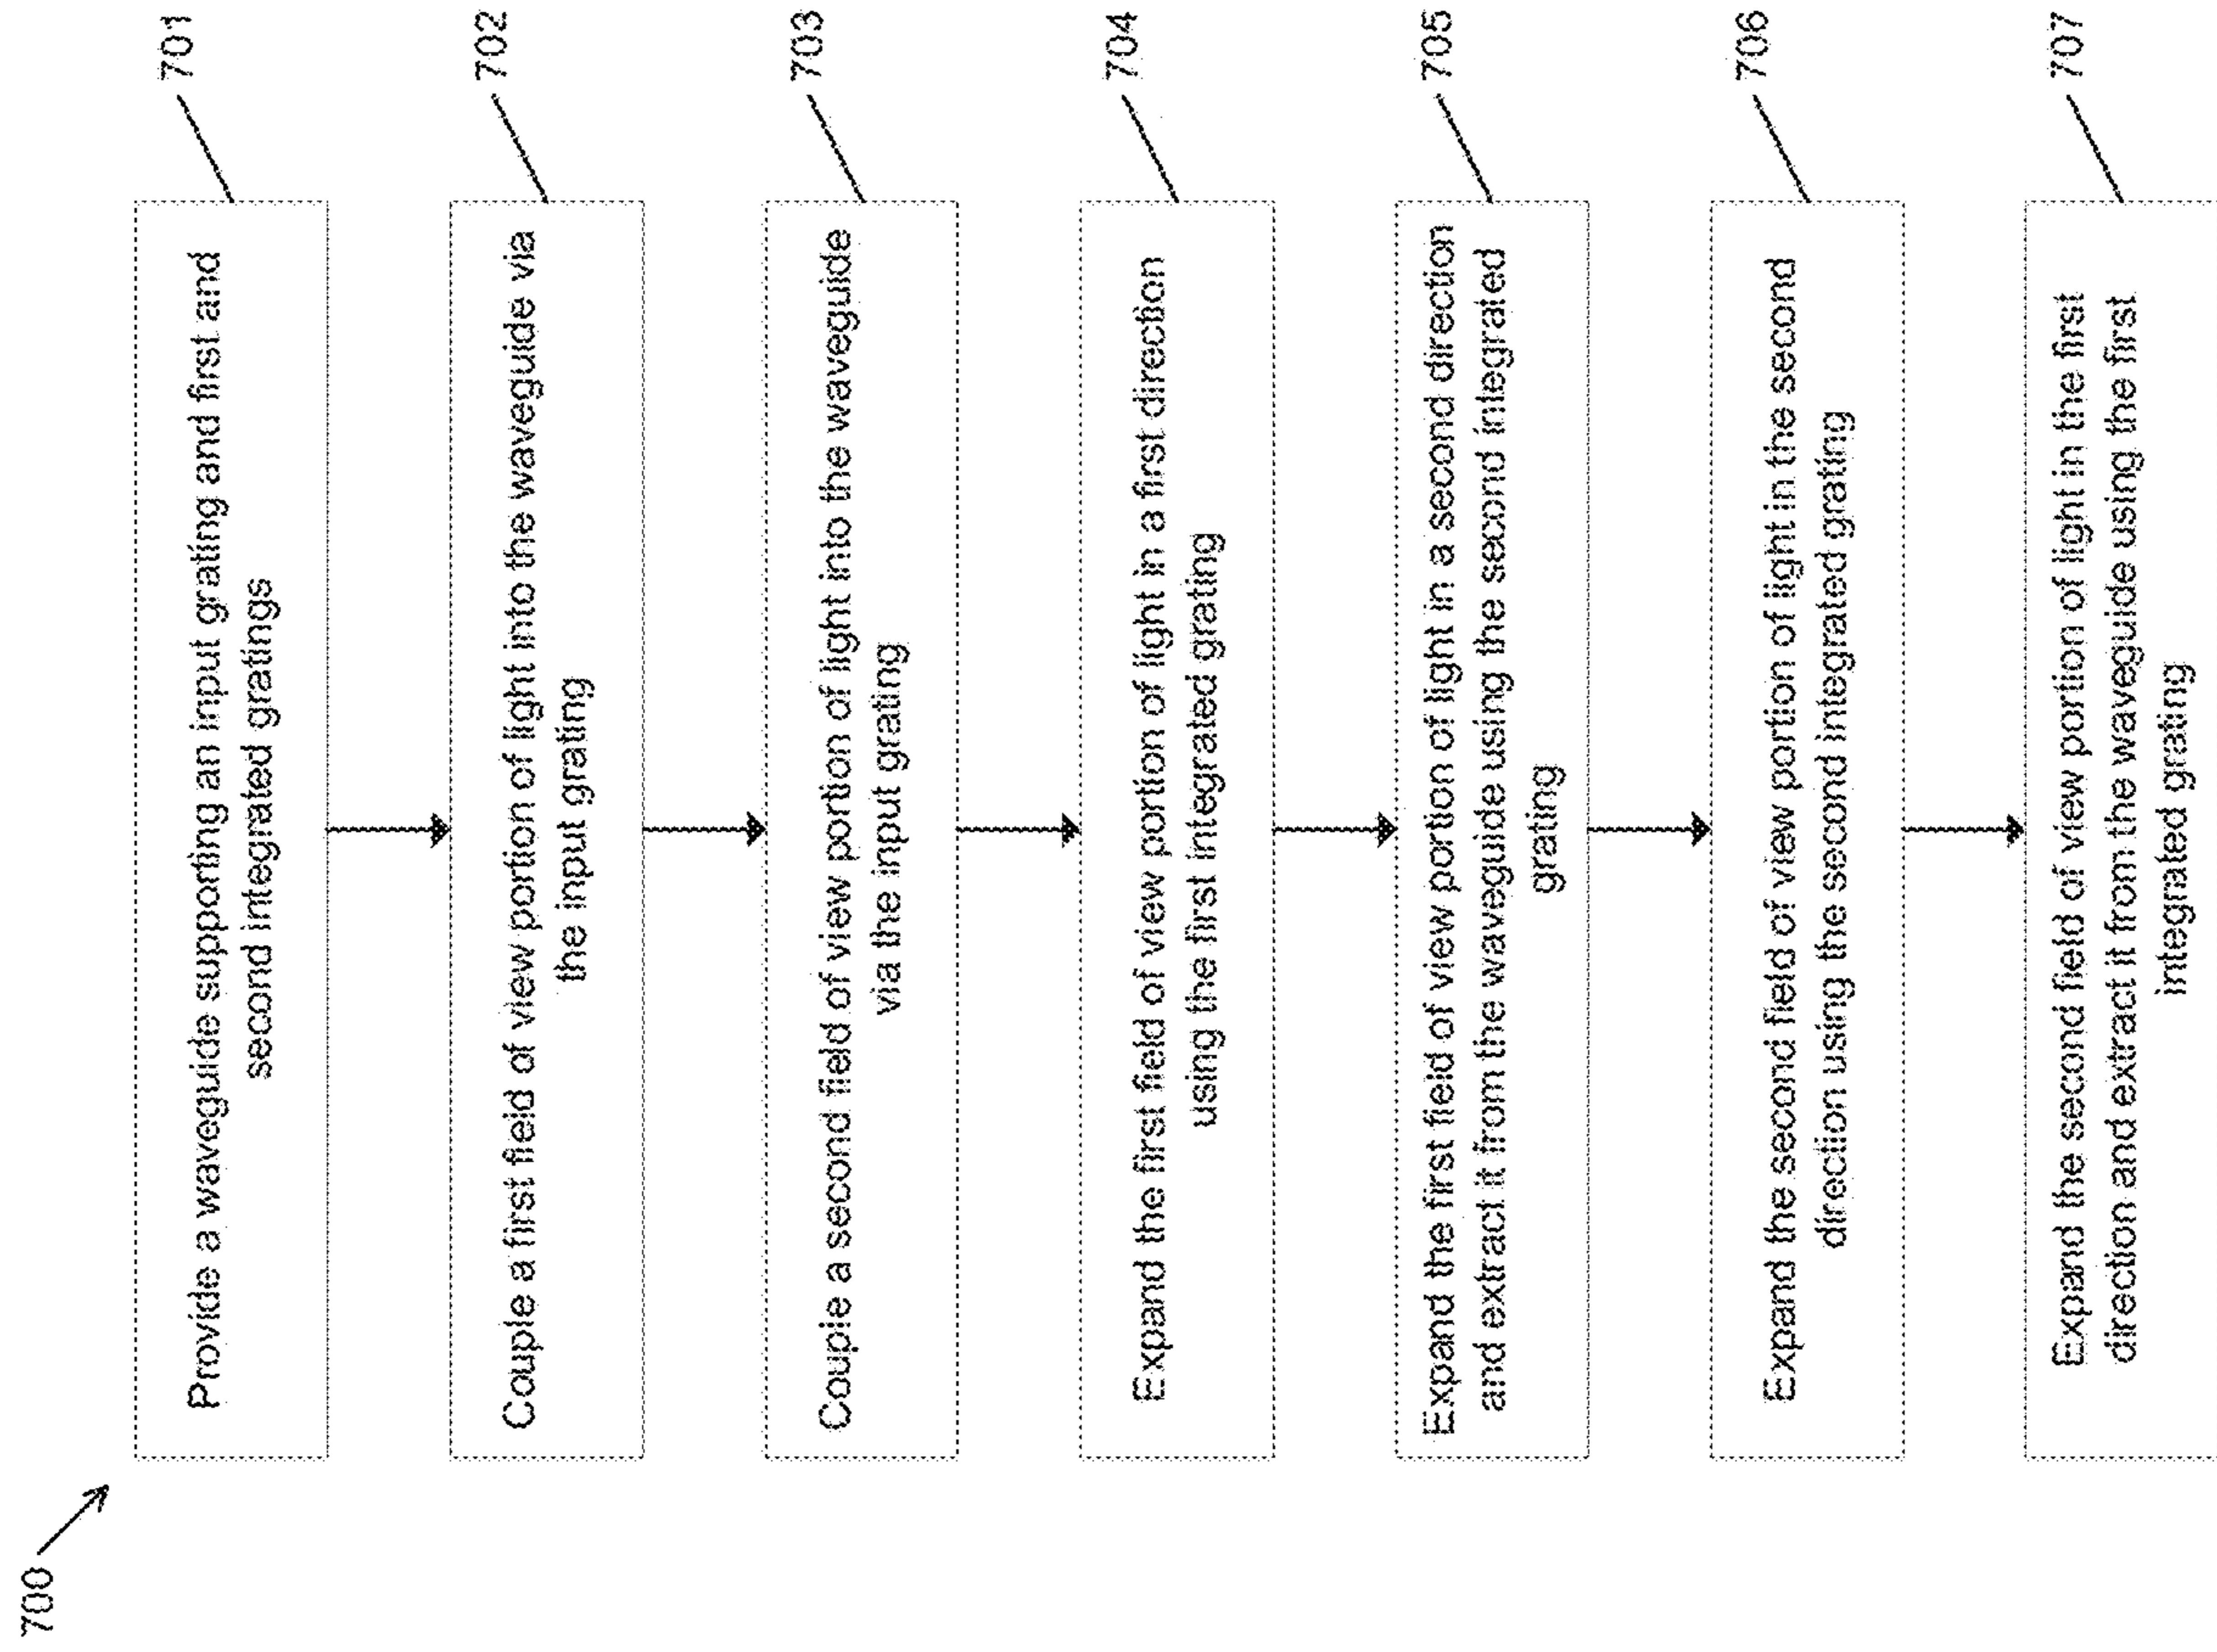 700
701
Provide a waveguide supporting an input grating and first and
second integrated gratings
702
Couple a first field of view portion of light into the waveguide via
the input grating
703
Couple a second field of view portion of light into the waveguide
via the input grating
704
Expand the first field of view portion of light in a first direction
using the first integrated grating
705
Expand the first field of view portion of light in a second direction
and extract it from the waveguide using the second integrated
grating
706
Expand the second field of view portion of light in the second
direction using the second integrated grating
707
Expand the second field of view portion of light in the first
direction and extract it from the waveguide using the first
integrated grating